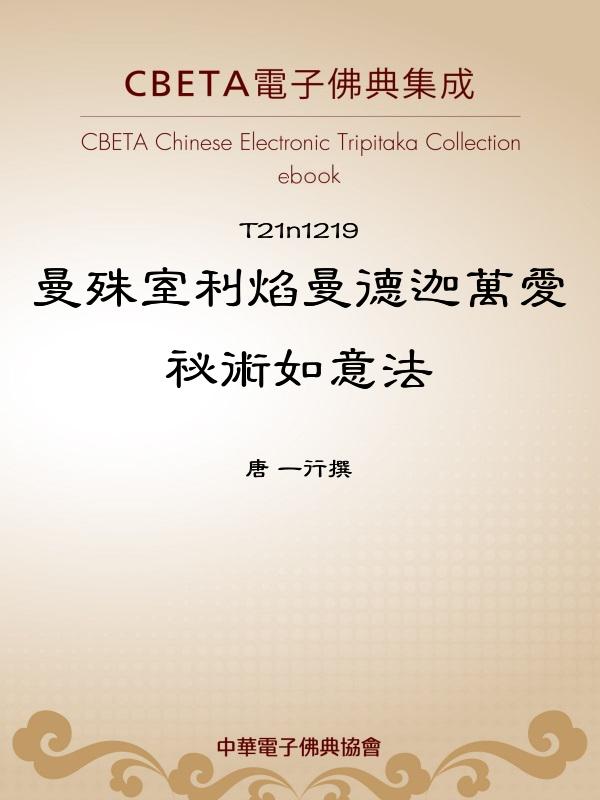 CBETA電子佛典集成
CBETA Chinese Electronic Tripitaka Collection
ebook
T21n1219
曼殊室利焰曼德迦萬愛
祕術如意法
唐 一行撰
中華電子佛典協會